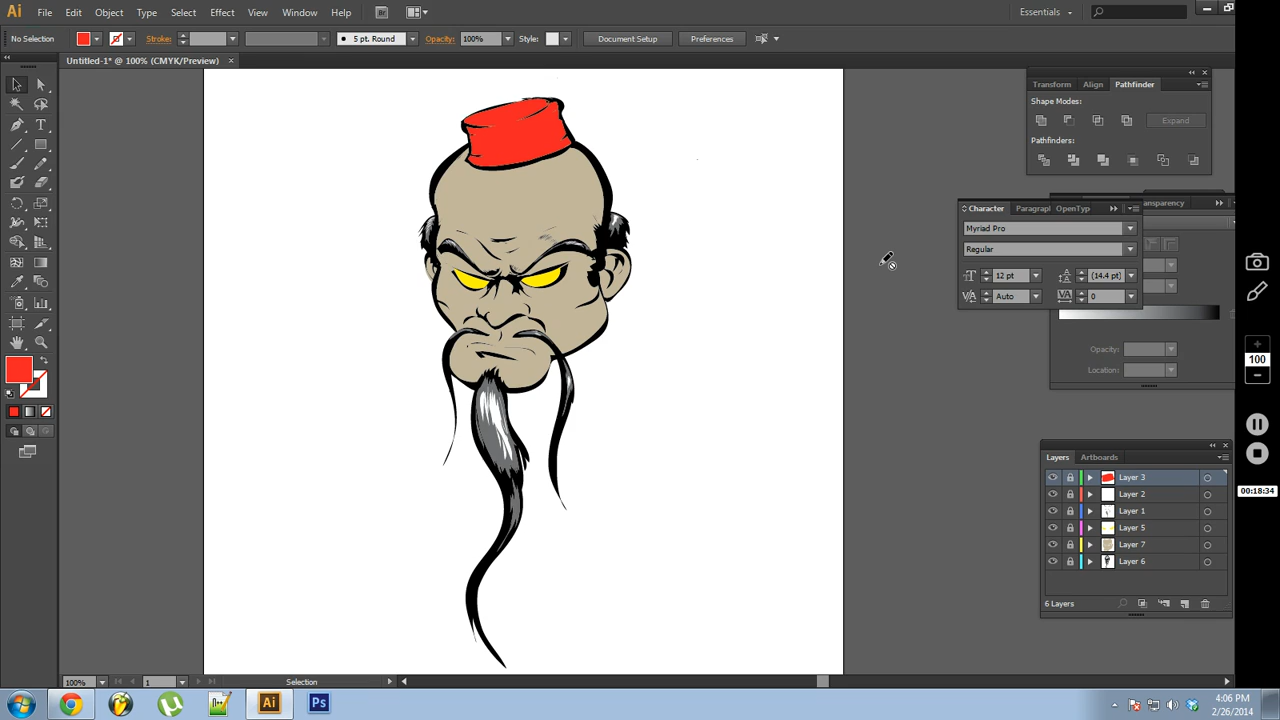 Ai File Edit Object Type Select Effect View Window Help Br Essentials
No Selection Stroke: 5 pt. Round Opacity: 100% Style: Document Setup Preferences
Untitled-1* @ 100% (CMYK/Preview) ×
Transform Align Pathfinder
Shape Modes:
Expand
Pathfinders:
Character Paragraph OpenTyp
Myriad Pro
Regular
12 pt (14.4 pt)
Auto 0
Opacity:
Location:
100
Layers Artboards
Layer 3
Layer 2
Layer 1
Layer 5
Layer 7
Layer 6
6 Layers
00:18:34
100% 1 Selection
Ai Ps
4:06 PM
2/26/2014